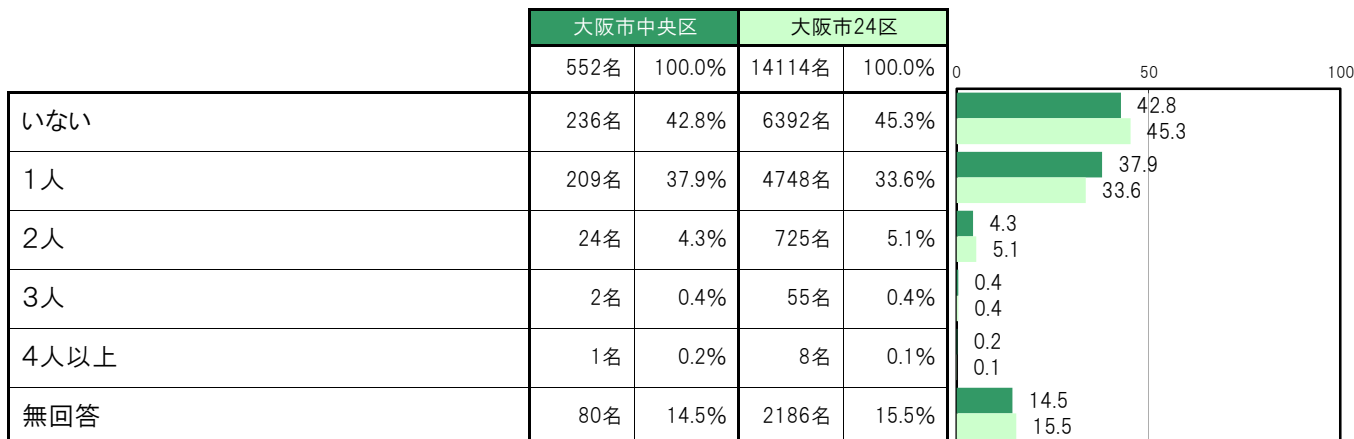 大阪市中央区 大阪市24区
552名 100.0% 14114名 100.0% 0 50 100
いない 236名 42.8% 6392名 45.3% 42.8
45.3
1人 209名 37.9% 4748名 33.6% 37.9
33.6
2人 24名 4.3% 725名 5.1% 4.3
5.1
3人 2名 0.4% 55名 0.4% 0.4
0.4
4人以上 1名 0.2% 8名 0.1% 0.2
0.1
無回答 80名 14.5% 2186名 15.5% 14.5
15.5